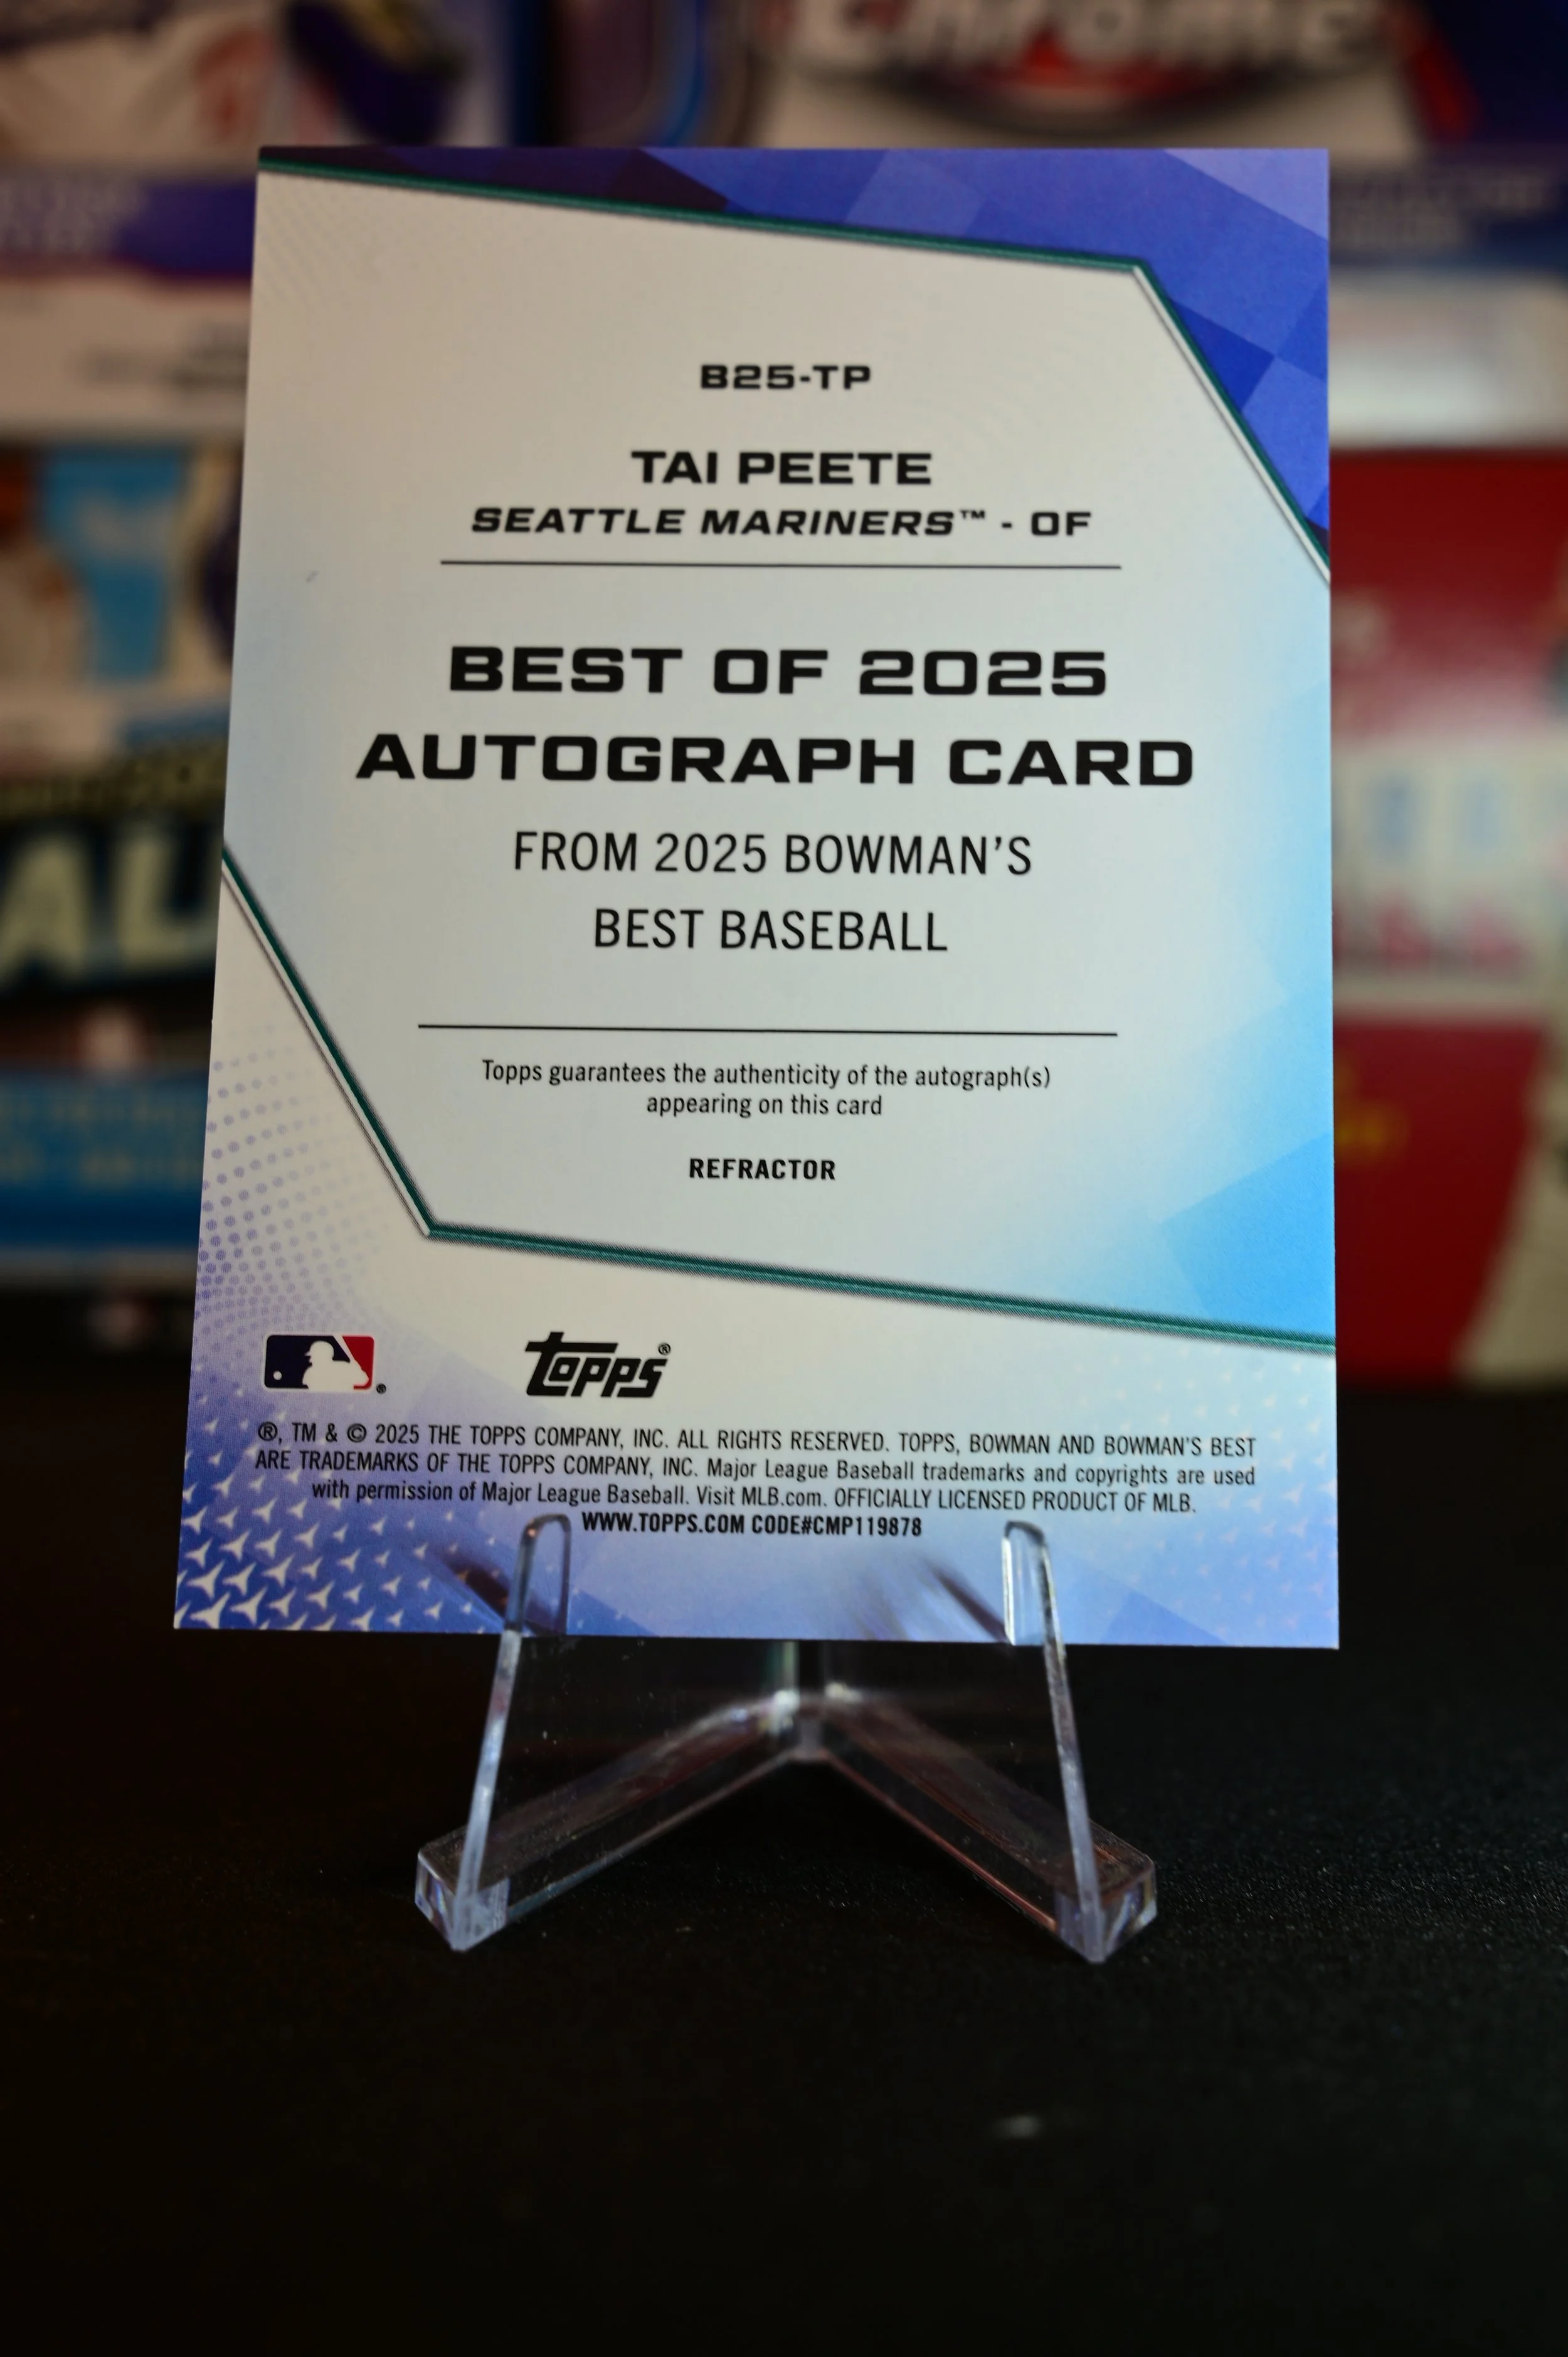 Chrome
B25-TP
TAI PEETE
SEATTLE MARINERS™ - OF
BEST OF 2025
AUTOGRAPH CARD
FROM 2025 BOWMAN'S
BEST BASEBALL
Topps guarantees the authenticity of the autograph(s)
appearing on this card
REFRACTOR
topps®
®, TM & © 2025 THE TOPPS COMPANY, INC. ALL RIGHTS RESERVED. TOPPS, BOWMAN AND BOWMAN'S BEST
ARE TRADEMARKS OF THE TOPPS COMPANY, INC. Major League Baseball trademarks and copyrights are used
with permission of Major League Baseball. Visit MLB.com. OFFICIALLY LICENSED PRODUCT OF MLB.
WWW.TOPPS.COM CODE#CMP119878